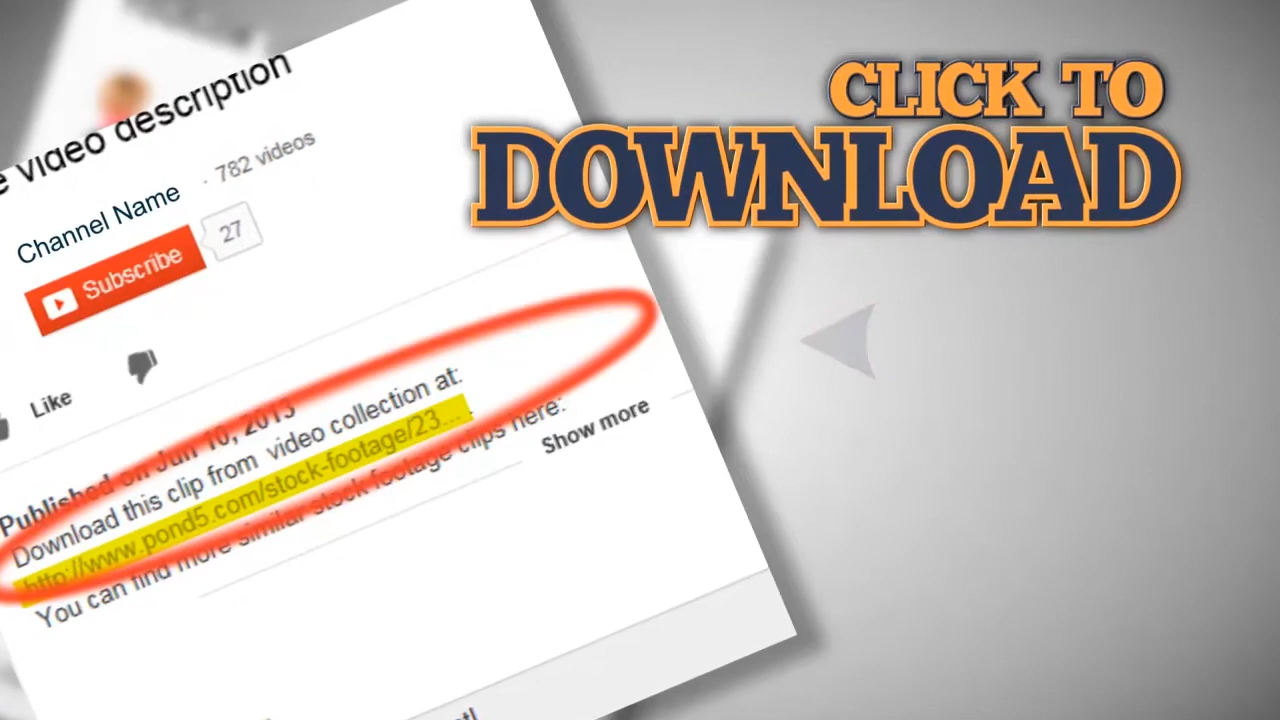 CLICK TO
DOWNLOAD
e video description
Channel Name · 782 videos
Subscribe 27
Like
Published on Jun 10, 2013
Download this clip from video collection at:
http://www.pond5.com/stock-footage/23...
You can find more similar stock footage clips here:
Show more